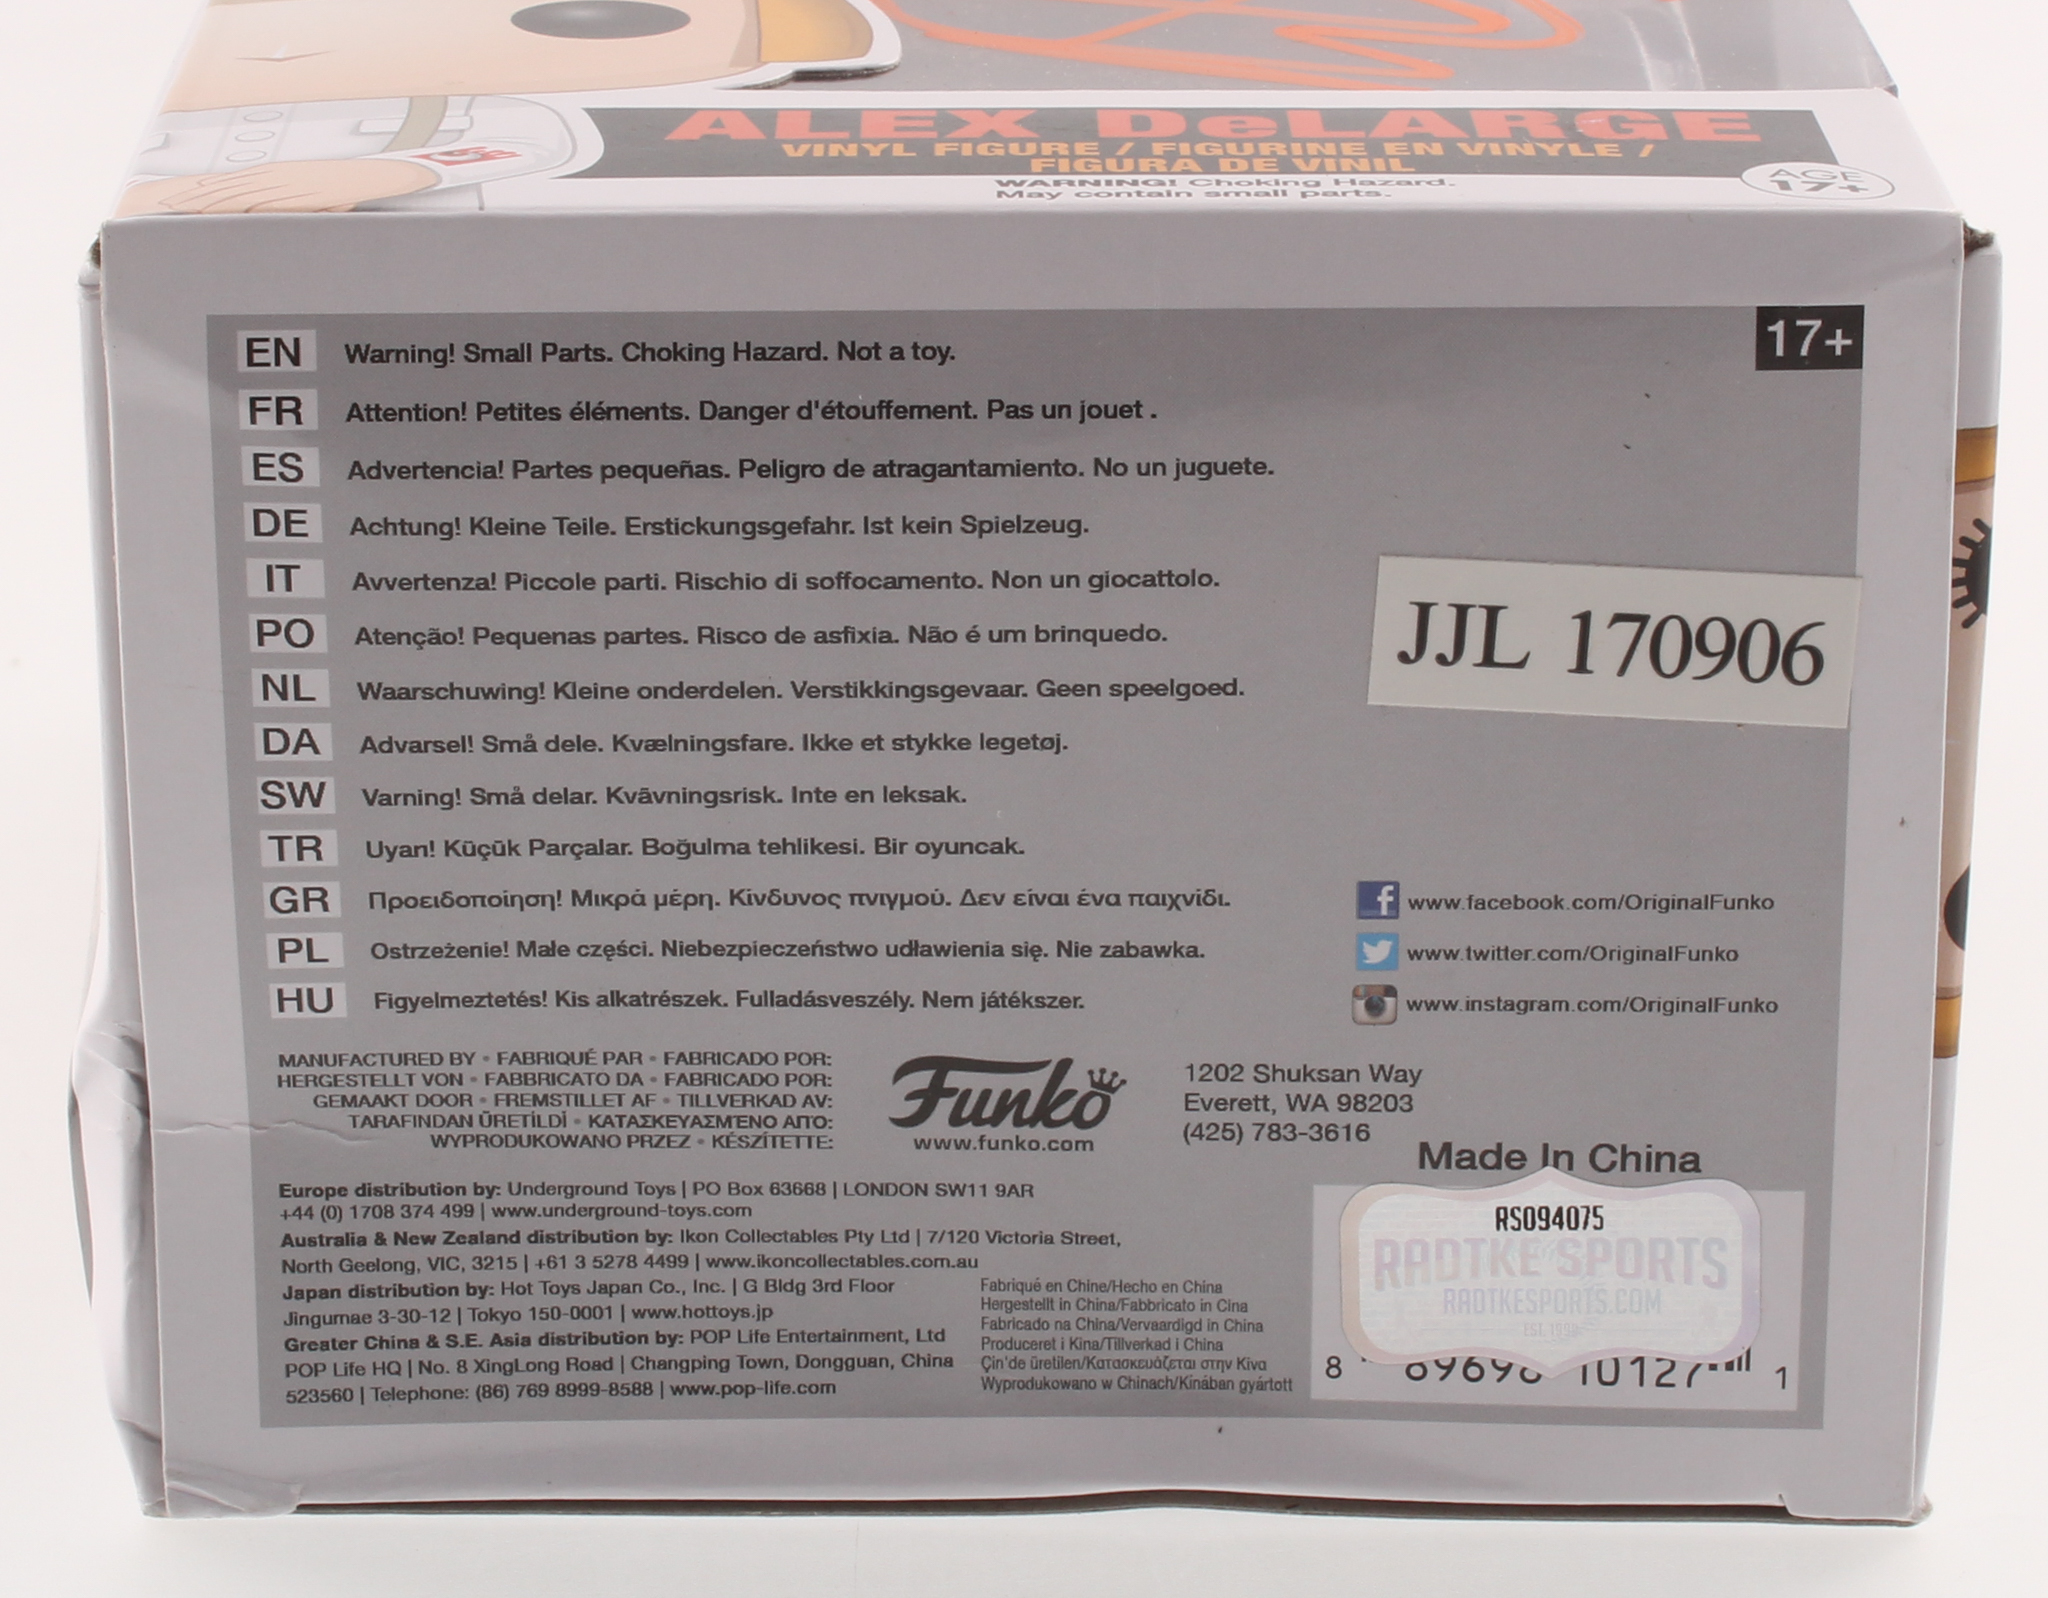 ALEX DeLARGE
VINYL FIGURE / FIGURINE EN VINYLE /
FIGURA DE VINIL
WARNING! Choking Hazard.
May contain small parts.
AGE
17+
17+
EN Warning! Small Parts. Choking Hazard. Not a toy.
FR Attention! Petites éléments. Danger d'étouffement. Pas un jouet .
ES Advertencia! Partes pequeñas. Peligro de atragantamiento. No un juguete.
DE Achtung! Kleine Teile. Erstickungsgefahr. Ist kein Spielzeug.
IT Avvertenza! Piccole parti. Rischio di soffocamento. Non un giocattolo.
PO Atenção! Pequenas partes. Risco de asfixia. Não é um brinquedo.
NL Waarschuwing! Kleine onderdelen. Verstikkingsgevaar. Geen speelgoed.
DA Advarsel! Små dele. Kvælningsfare. Ikke et stykke legetøj.
SW Varning! Små delar. Kvävningsrisk. Inte en leksak.
TR Uyan! Küçük Parçalar. Boğulma tehlikesi. Bir oyuncak.
GR Προειδοποίηση! Μικρά μέρη. Κίνδυνος πνιγμού. Δεν είναι ένα παιχνίδι.
PL Ostrzeżenie! Małe części. Niebezpieczeństwo udławienia się. Nie zabawka.
HU Figyelmeztetés! Kis alkatrészek. Fulladásveszély. Nem játékszer.
JJL 170906
www.facebook.com/OriginalFunko
www.twitter.com/OriginalFunko
www.instagram.com/OriginalFunko
MANUFACTURED BY • FABRIQUÉ PAR • FABRICADO POR:
HERGESTELLT VON • FABBRICATO DA • FABRICADO POR:
GEMAAKT DOOR • FREMSTILLET AF • TILLVERKAD AV:
TARAFINDAN ÜRETİLDİ • ΚΑΤΑΣΚΕΥΑΣΜΈΝΟ ΑΠΌ:
WYPRODUKOWANO PRZEZ • KÉSZÍTETTE:
Funko
www.funko.com
1202 Shuksan Way
Everett, WA 98203
(425) 783-3616
Made In China
Europe distribution by: Underground Toys | PO Box 63668 | LONDON SW11 9AR
+44 (0) 1708 374 499 | www.underground-toys.com
Australia & New Zealand distribution by: Ikon Collectables Pty Ltd | 7/120 Victoria Street,
North Geelong, VIC, 3215 | +61 3 5278 4499 | www.ikoncollectables.com.au
Japan distribution by: Hot Toys Japan Co., Inc. | G Bldg 3rd Floor
Jingumae 3-30-12 | Tokyo 150-0001 | www.hottoys.jp
Greater China & S.E. Asia distribution by: POP Life Entertainment, Ltd
POP Life HQ | No. 8 XingLong Road | Changping Town, Dongguan, China
523560 | Telephone: (86) 769 8999-8588 | www.pop-life.com
Fabriqué en Chine/Hecho en China
Hergestellt in China/Fabbricato in Cina
Fabricado na China/Vervaardigd in China
Produceret i Kina/Tillverkad i China
Çin'de üretilen/Κατασκευάζεται στην Κίνα
Wyprodukowano w Chinach/Kínában gyártott
RS094075
RADTKE SPORTS
RADTKESPORTS.COM
EST. 1998
8 89698 10127 1